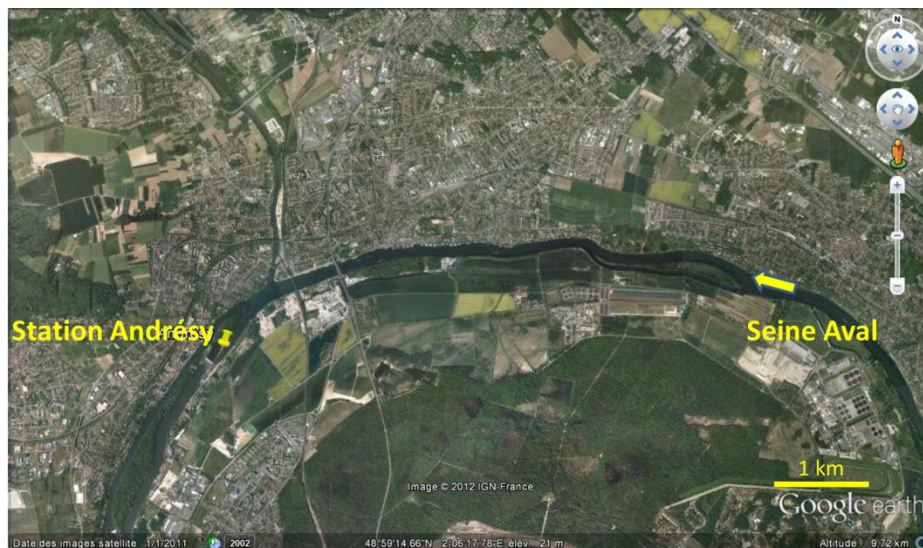 N
Station Andrésy
Seine Aval
1 km
Image © 2012 IGN-France
Google earth
Date des images satellite 1/1/2011 2002 48°59'14 66"N 2°06'17 78"E élév 21 m Altitude 9.72 km